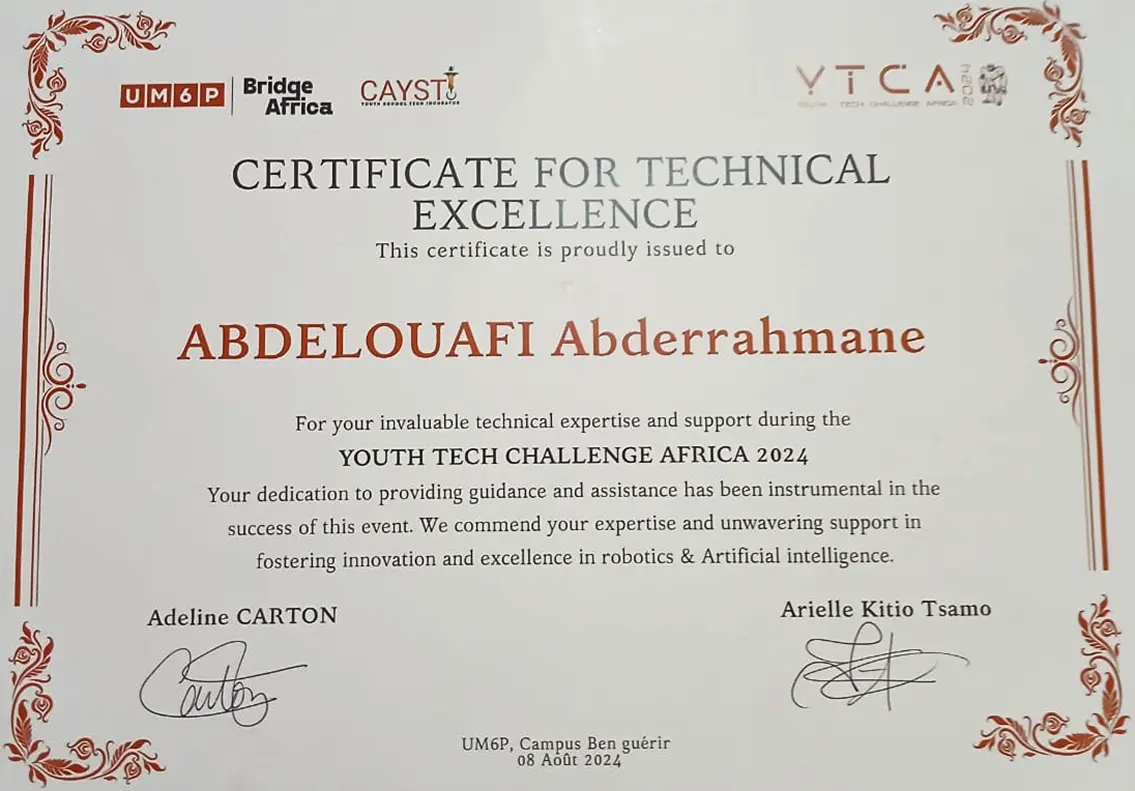 UM6P
Bridge
Africa
CAYSTI
YOUTH SCHOOL TECH INCUBATOR
YTCA
YOUTH TECH CHALLENGE AFRICA
2024
CERTIFICATE FOR TECHNICAL
EXCELLENCE
This certificate is proudly issued to
ABDELOUAFI Abderrahmane
For your invaluable technical expertise and support during the
YOUTH TECH CHALLENGE AFRICA 2024
Your dedication to providing guidance and assistance has been instrumental in the
success of this event. We commend your expertise and unwavering support in
fostering innovation and excellence in robotics & Artificial intelligence.
Adeline CARTON
Arielle Kitio Tsamo
Carton
UM6P, Campus Ben guérir
08 Août 2024